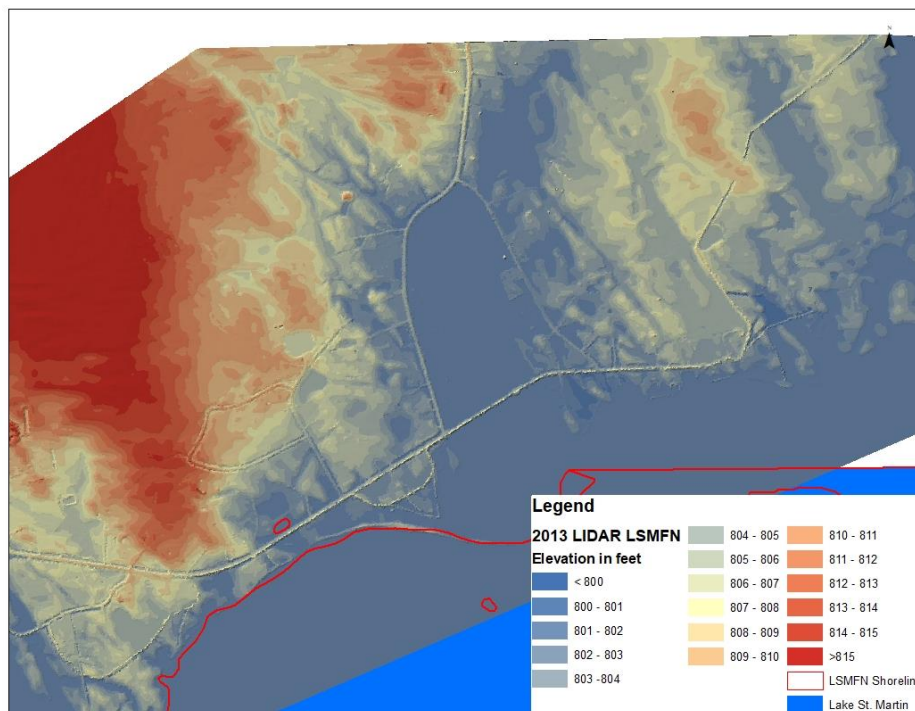 N
Legend
2013 LIDAR LSMFN
Elevation in feet
< 800
800 - 801
801 - 802
802 - 803
803 -804
804 - 805
805 - 806
806 - 807
807 - 808
808 - 809
809 - 810
810 - 811
811 - 812
812 - 813
813 - 814
814 - 815
>815
LSMFN Shorelin
Lake St. Martin